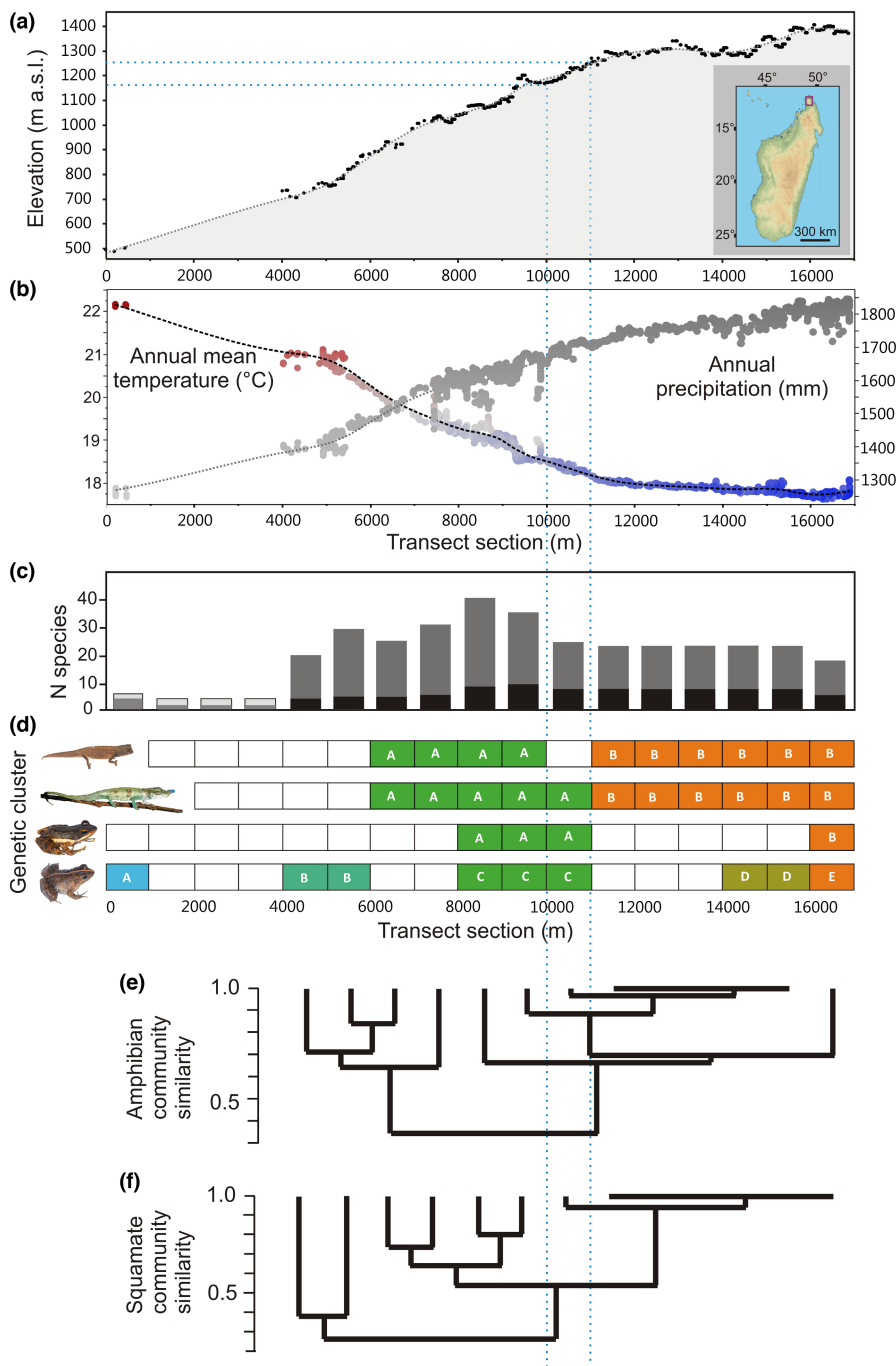 (a)
Elevation (m a.s.l.)
1400
1300
1200
1100
1000
900
800
700
600
500
45° 50°
15°
20°
25°
300 km
0 2000 4000 6000 8000 10000 12000 14000 16000
(b)
22
21
20
19
18
Annual mean
temperature (°C)
Annual
precipitation (mm)
1800
1700
1600
1500
1400
1300
0 2000 4000 6000 8000 10000 12000 14000 16000
Transect section (m)
(c)
N species
40
30
20
10
0
(d)
Genetic cluster
A A A A B B B B B B
A A A A A B B B B B B
A A A B
A B B C C C D D E
0 2000 4000 6000 8000 10000 12000 14000 16000
Transect section (m)
(e)
Amphibian
community
similarity
1.0
0.5
(f)
Squamate
community
similarity
1.0
0.5